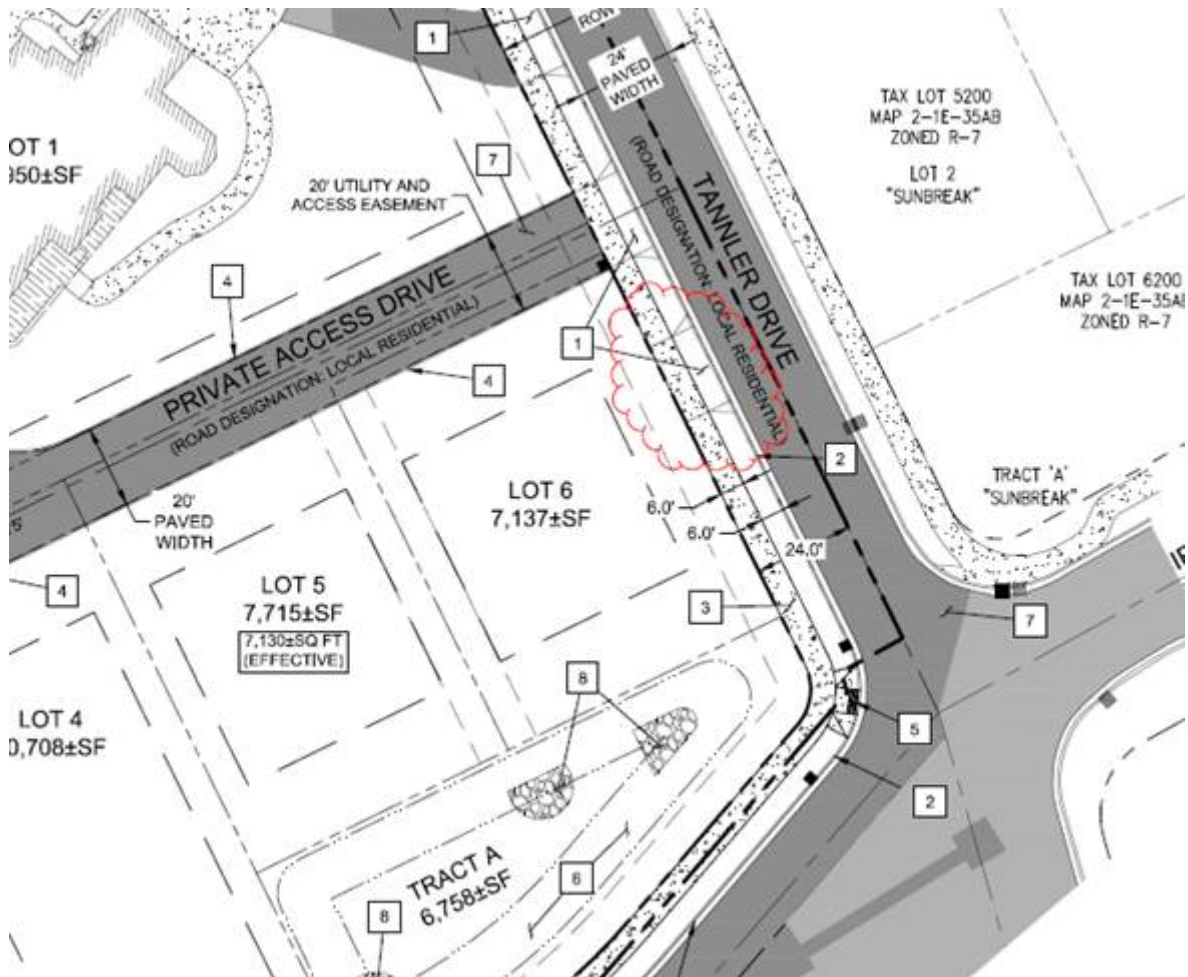 1
ROW
24'
PAVED
WIDTH
TAX LOT 5200
MAP 2-1E-35AB
ZONED R-7
LOT 2
"SUNBREAK"
OT 1
950±SF
7
20' UTILITY AND
ACCESS EASEMENT
TANNLER DRIVE
(ROAD DESIGNATION: LOCAL RESIDENTIAL)
4
PRIVATE ACCESS DRIVE
(ROAD DESIGNATION: LOCAL RESIDENTIAL)
1
4
TAX LOT 6200
MAP 2-1E-35AB
ZONED R-7
2
TRACT 'A'
"SUNBREAK"
20'
PAVED
WIDTH
5'
LOT 6
7,137±SF
6.0'
6.0'
24.0'
4
LOT 5
7,715±SF
7,130±SQ FT
(EFFECTIVE)
3
7
8
LOT 4
0,708±SF
5
2
TRACT A
6,758±SF
6
8